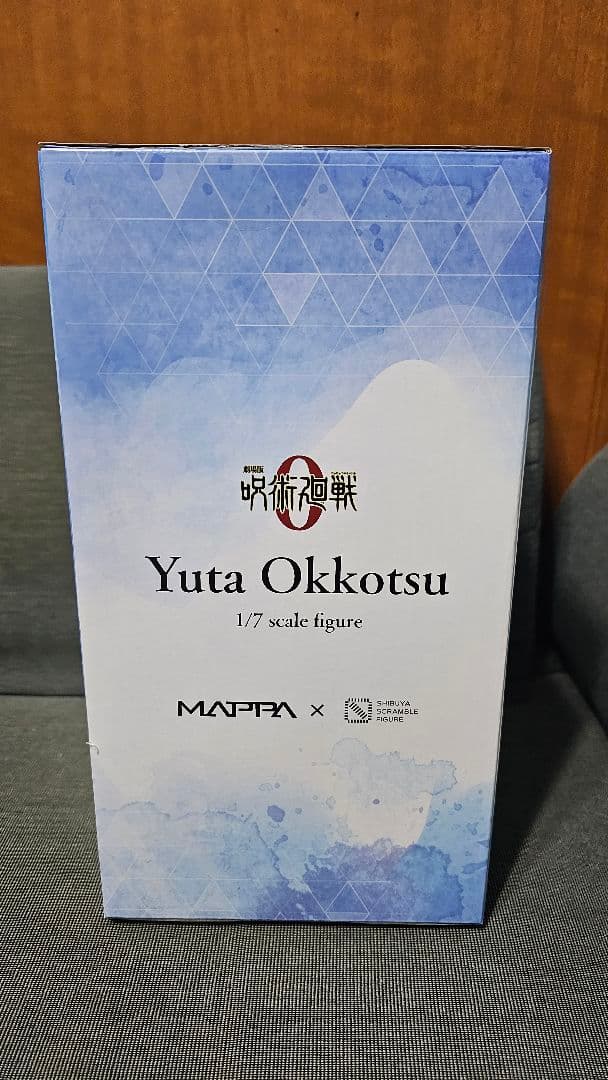 劇場版
呪術廻戦 0
Yuta Okkotsu
1/7 scale figure
MAPPA × SHIBUYA
SCRAMBLE
FIGURE